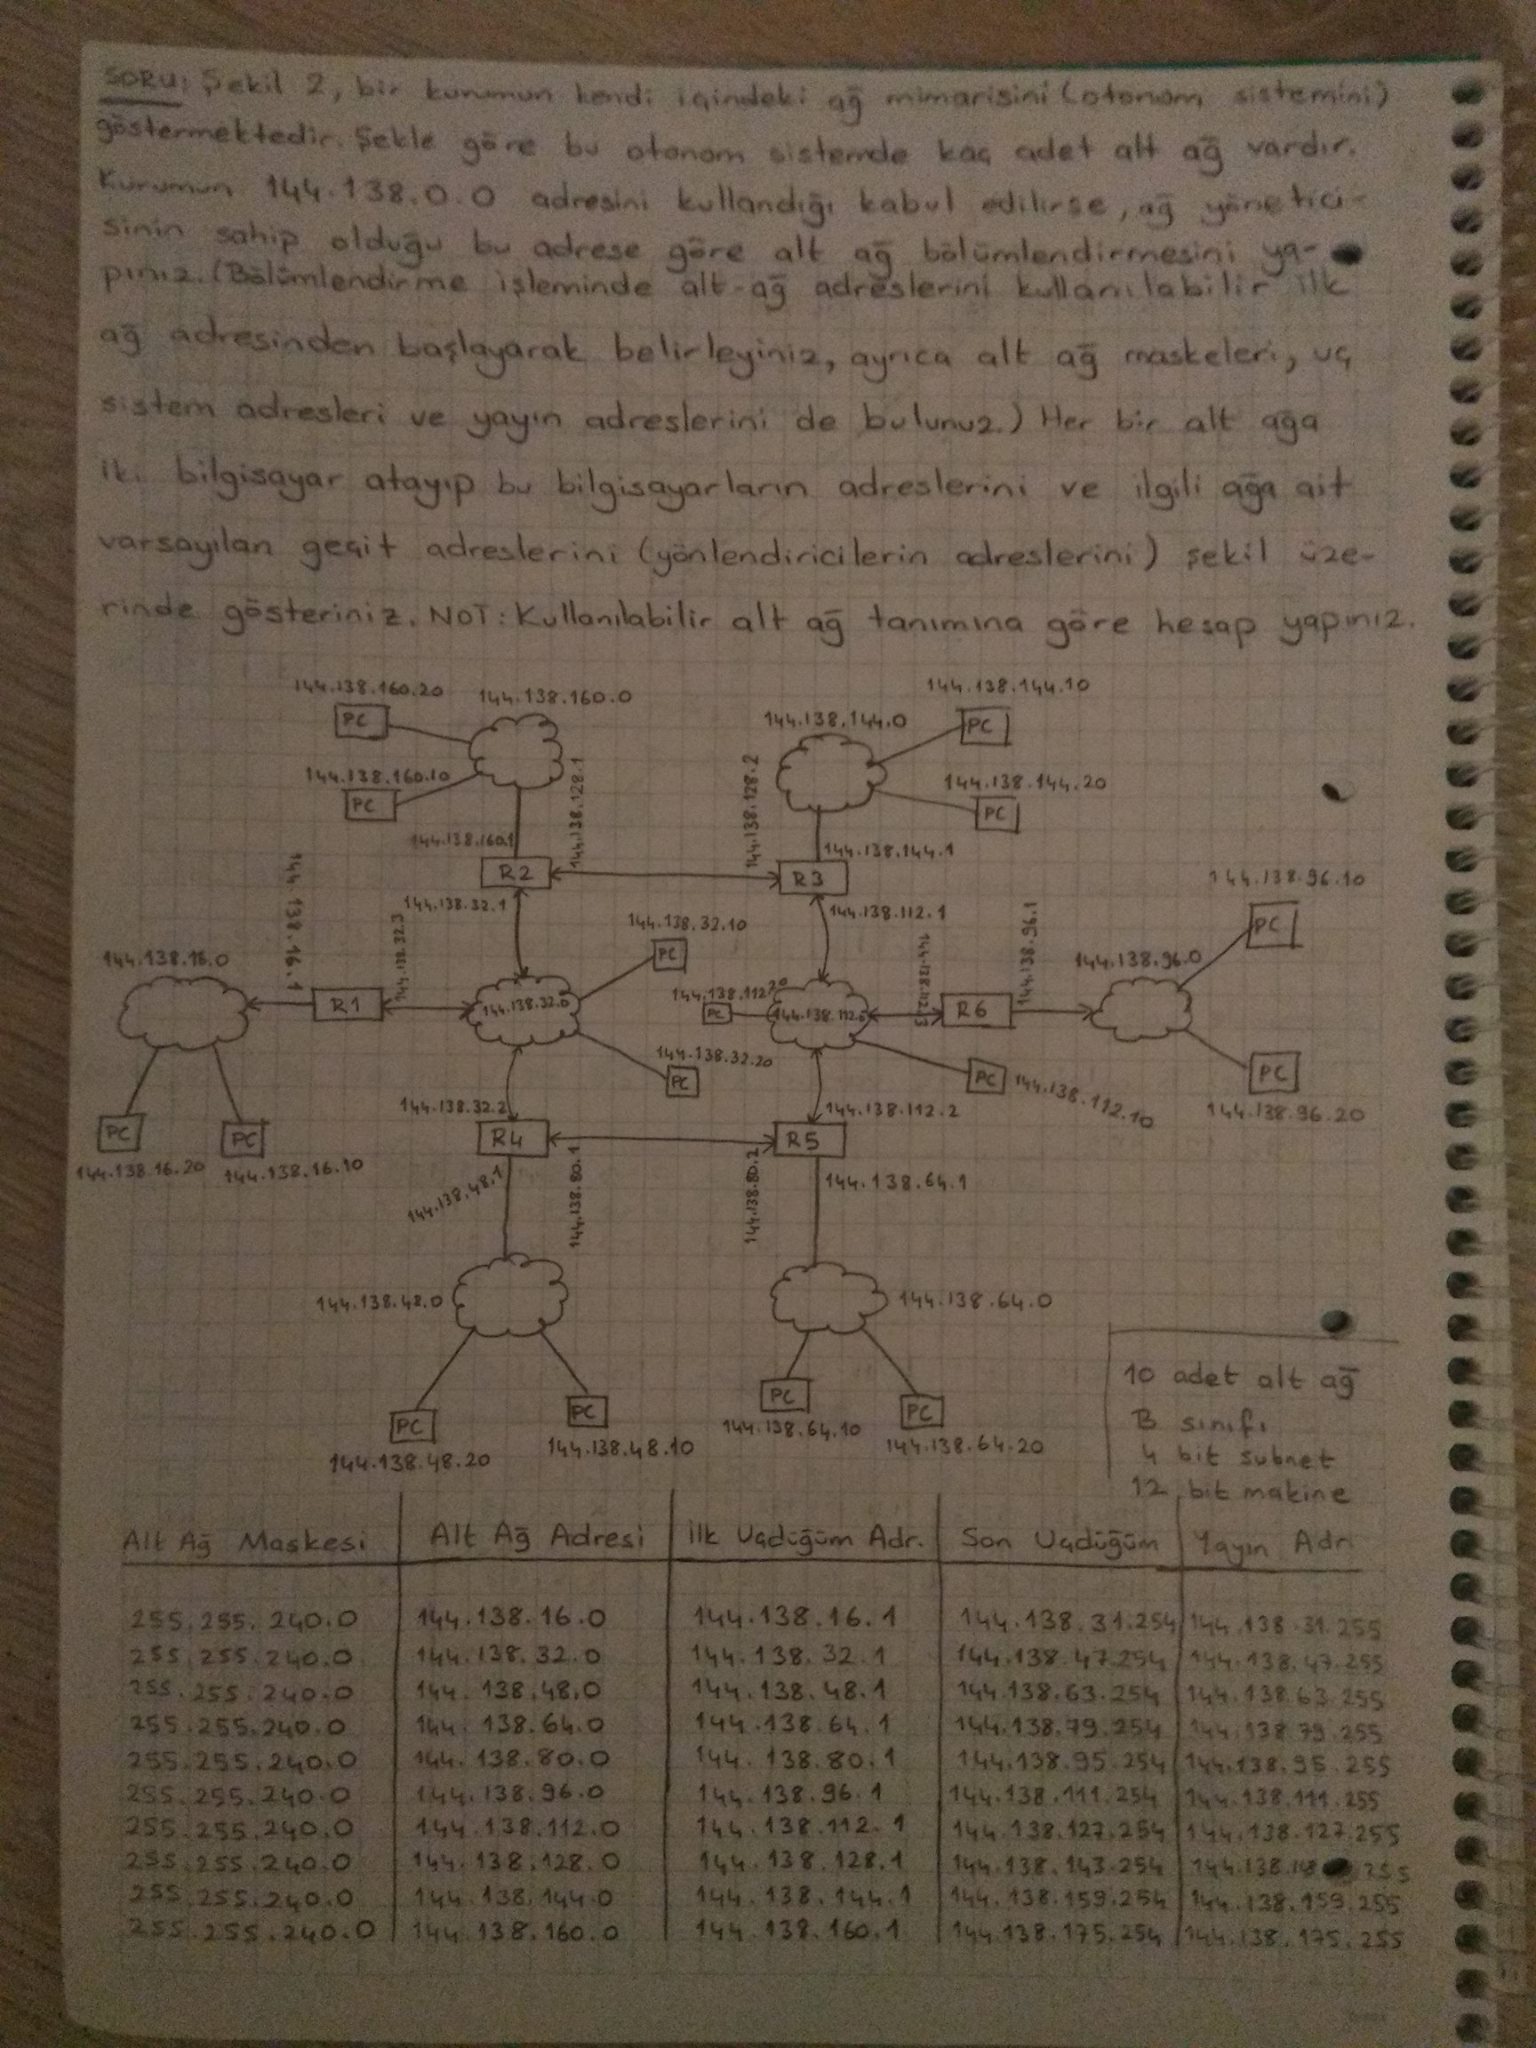 SORU: Şekil 2, bir kurumun kendi içindeki ağ mimarisini (otonom sistemini)
göstermektedir. Şekle göre bu otonom sistemde kaç adet alt ağ vardır.
Kurumun 144.138.0.0 adresini kullandığı kabul edilirse, ağ yönetici-
sinin sahip olduğu bu adrese göre alt ağ bölümlendirmesini ya-
pınız. (Bölümlendirme işleminde alt-ağ adreslerini kullanılabilir ilk
ağ adresinden başlayarak belirleyiniz, ayrıca alt ağ maskeleri, uç
sistem adresleri ve yayın adreslerini de bulunuz.) Her bir alt ağa
iki bilgisayar atayıp bu bilgisayarların adreslerini ve ilgili ağa ait
varsayılan geçit adreslerini (yönlendiricilerin adreslerini) şekil üze-
rinde gösteriniz. NOT: Kullanılabilir alt ağ tanımına göre hesap yapınız.
144.138.160.20
144.138.160.0
144.138.144.10
PC
144.138.144.0
PC
144.138.160.10
PC
144.138.128.1
144.138.128.2
144.138.144.20
PC
144.138.160.1
144.138.144.1
R2
R3
144.138.96.10
144.138.32.1
144.138.112.1
144.138.32.10
PC
PC
144.138.16.0
144.138.16.1
144.138.32.3
R1
144.138.32.0
144.138.112.20
PC
144.138.112.0
144.138.112.3
R6
144.138.96.1
144.138.96.0
144.138.32.20
PC
PC
144.138.112.10
PC
144.138.96.20
144.138.32.2
144.138.112.2
PC
PC
144.138.16.20
144.138.16.10
R4
R5
144.138.48.1
144.138.80.1
144.138.80.2
144.138.64.1
144.138.48.0
144.138.64.0
PC
144.138.48.20
PC
144.138.48.10
PC
144.138.64.10
PC
144.138.64.20
10 adet alt ağ
B sınıfı
4 bit subnet
12 bit makine
Alt Ağ Maskesi Alt Ağ Adresi İlk Uçdüğüm Adr. Son Uçdüğüm Yayın Adr.
255.255.240.0 144.138.16.0 144.138.16.1 144.138.31.254 144.138.31.255
255.255.240.0 144.138.32.0 144.138.32.1 144.138.47.254 144.138.47.255
255.255.240.0 144.138.48.0 144.138.48.1 144.138.63.254 144.138.63.255
255.255.240.0 144.138.64.0 144.138.64.1 144.138.79.254 144.138.79.255
255.255.240.0 144.138.80.0 144.138.80.1 144.138.95.254 144.138.95.255
255.255.240.0 144.138.96.0 144.138.96.1 144.138.111.254 144.138.111.255
255.255.240.0 144.138.112.0 144.138.112.1 144.138.127.254 144.138.127.255
255.255.240.0 144.138.128.0 144.138.128.1 144.138.143.254
255.255.240.0 144.138.144.0 144.138.144.1 144.138.159.254 144.138.159.255
255.255.240.0 144.138.160.0 144.138.160.1 144.138.175.254 144.138.175.255